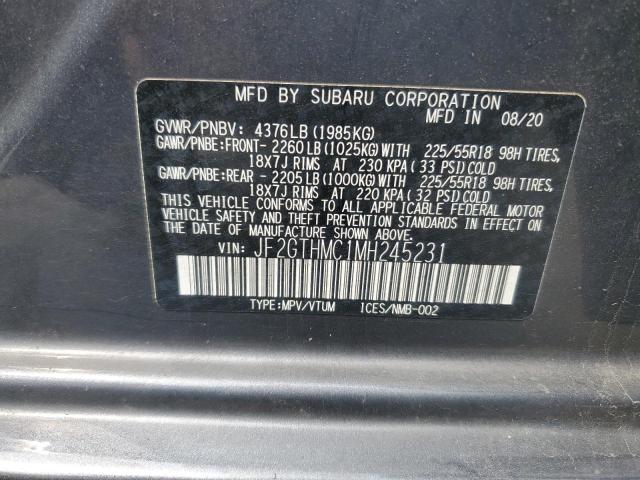 MFD BY SUBARU CORPORATION
MFD IN 08/20
GVWR/PNBV: 4376LB(1985KG)
GAWR/PNBE:FRONT- 2260LB(1025KG)WITH 225/55R18 98H TIRES,
18X7J RIMS AT 230 KPA(33 PSI)COLD
GAWR/PNBE:REAR - 2205LB(1000KG)WITH 225/55R18 98H TIRES,
18X7J RIMS AT 220 KPA(32 PSI)COLD
THIS VEHICLE CONFORMS TO ALL APPLICABLE FEDERAL MOTOR
VEHICLE SAFETY AND THEFT PREVENTION STANDARDS IN EFFECT ON
THE DATE OF MANUFACTURE SHOWN ABOVE.
VIN: JF2GTHMC1MH245231
TYPE:MPV/VTUM ICES/NMB-002